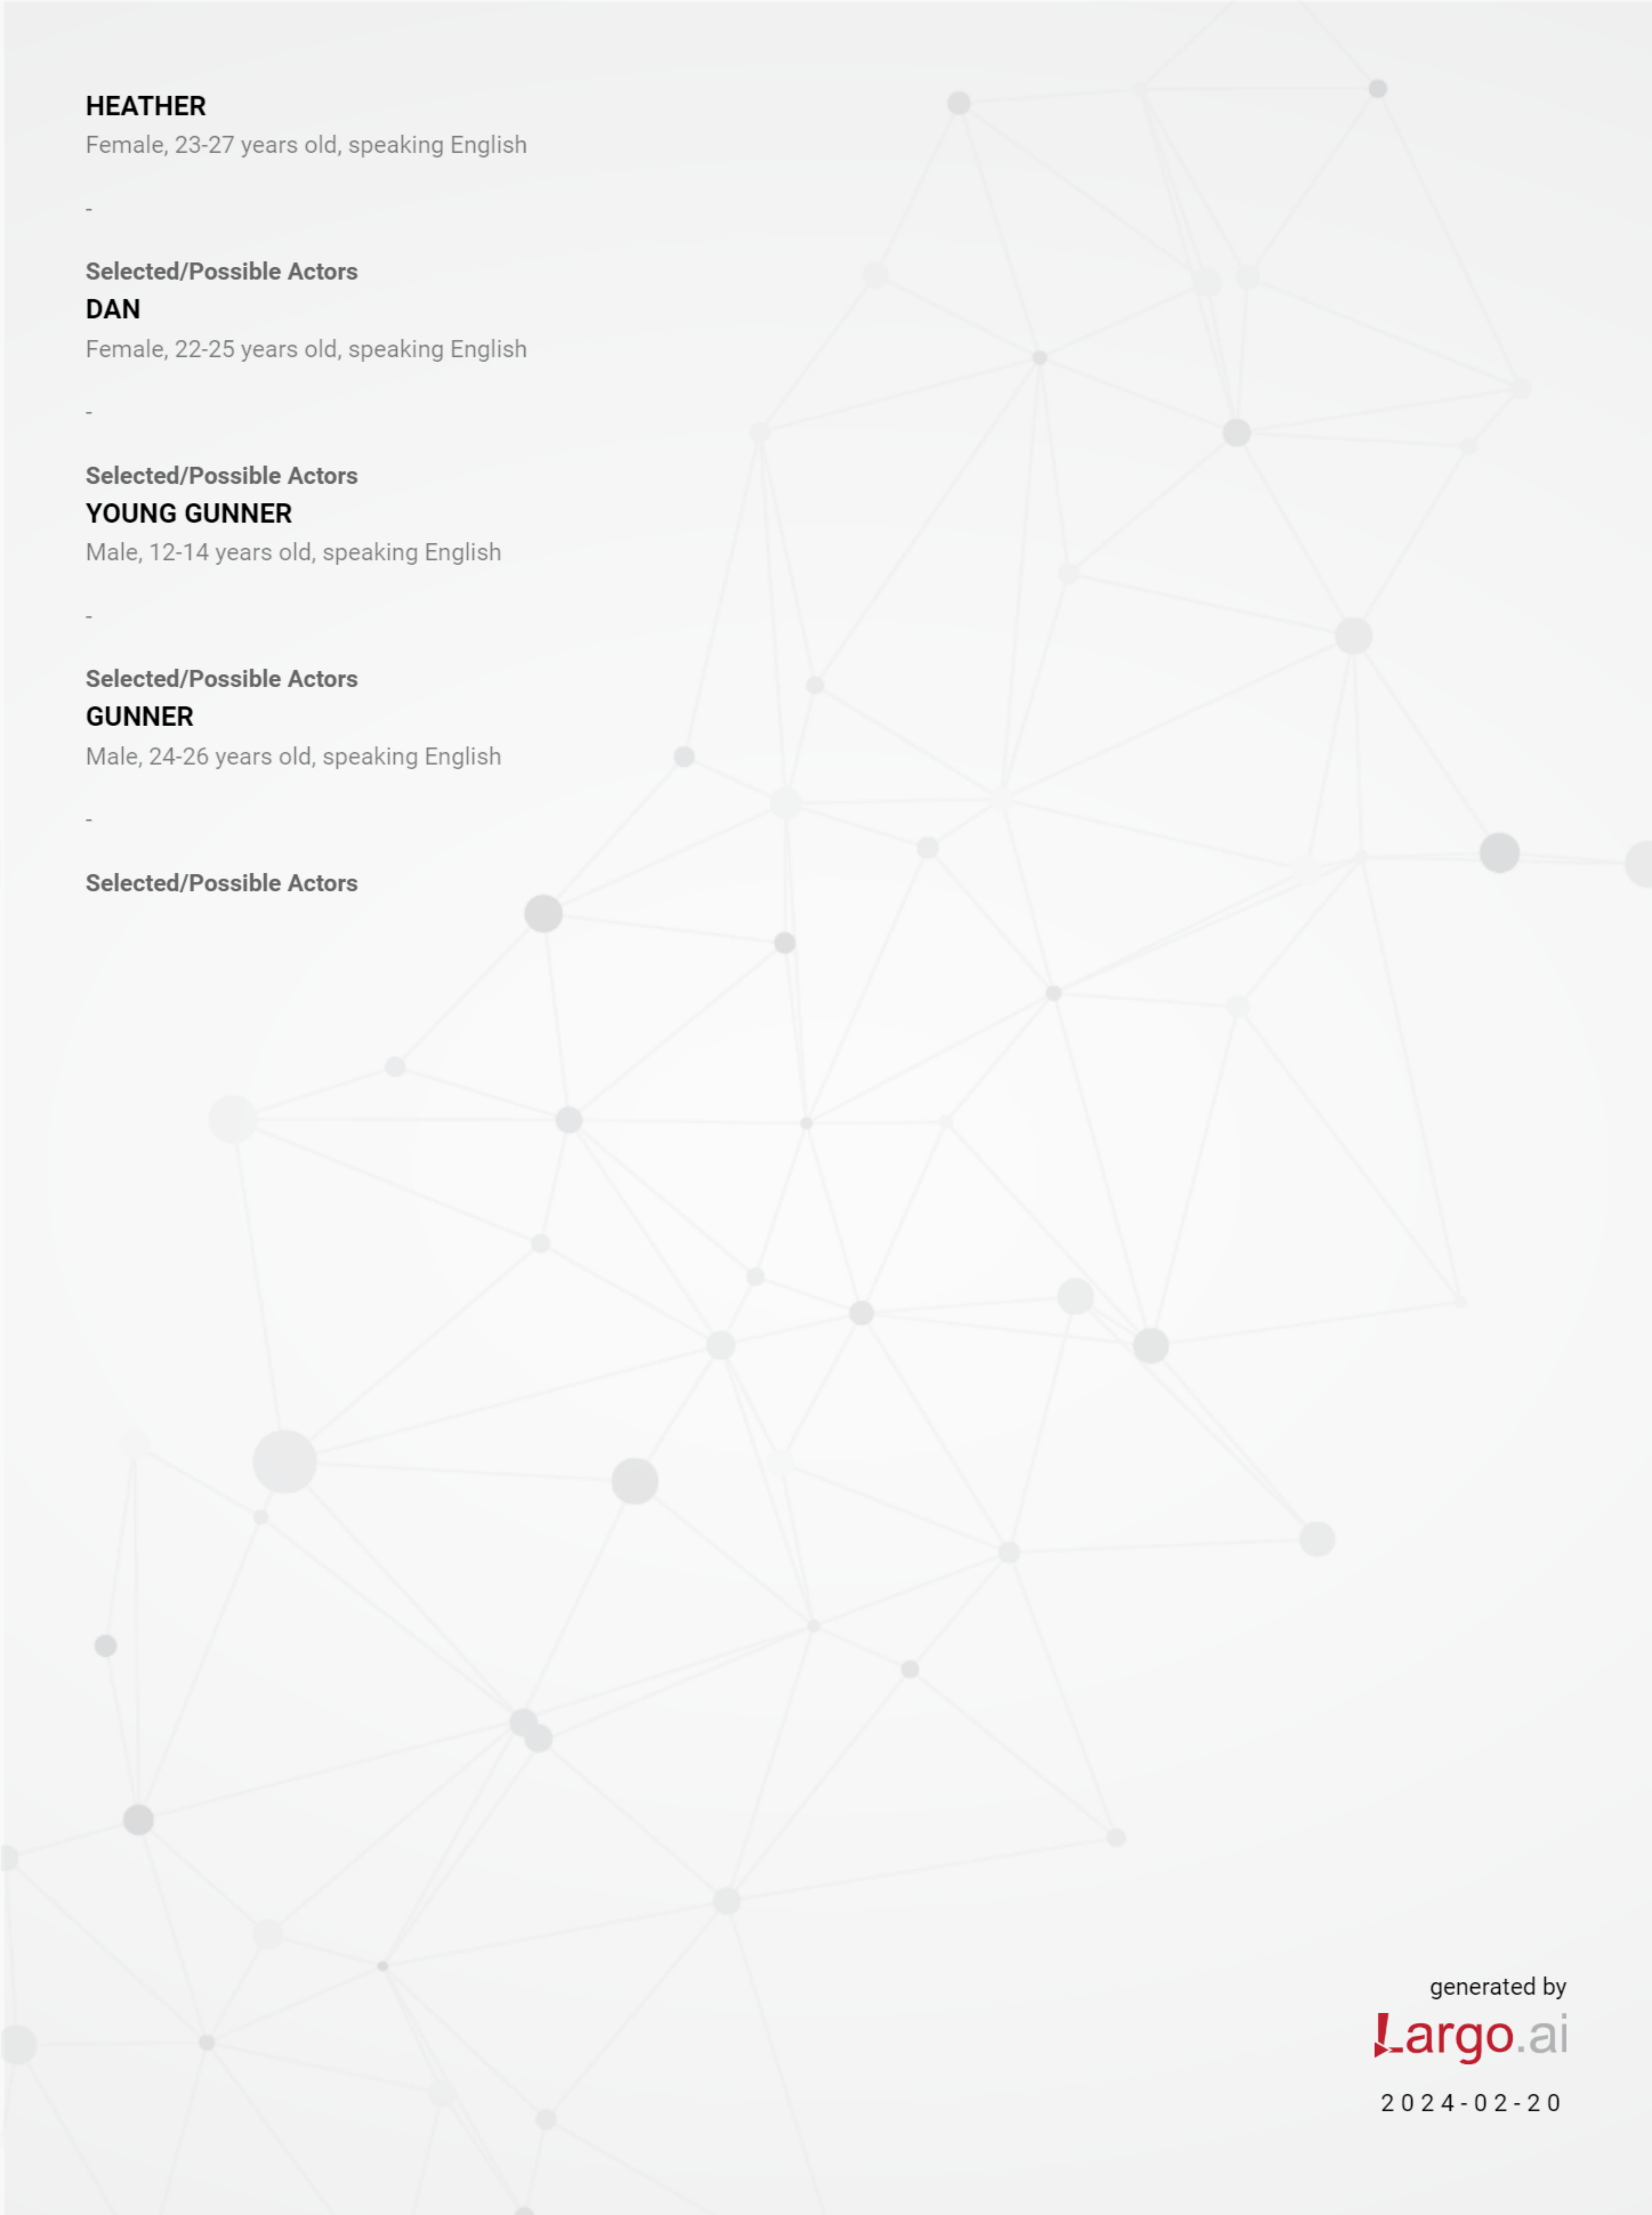 HEATHER
Female, 23-27 years old, speaking English
-
Selected/Possible Actors
DAN
Female, 22-25 years old, speaking English
-
Selected/Possible Actors
YOUNG GUNNER
Male, 12-14 years old, speaking English
-
Selected/Possible Actors
GUNNER
Male, 24-26 years old, speaking English
-
Selected/Possible Actors
generated by
Largo.ai
2024-02-20